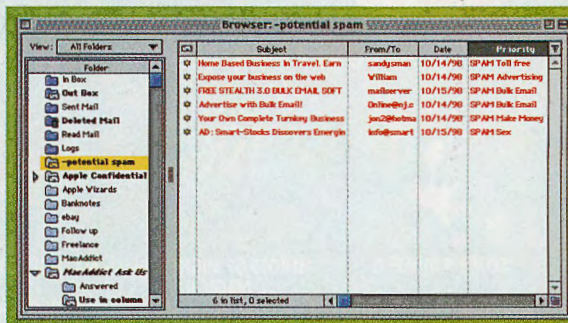 Browser: -potential spam
View: All Folders
Folder
In Box
Out Box
Sent Mail
Deleted Mail
Read Mail
Logs
-potential spam
Apple Confidential
Apple Wizards
Banknotes
ebay
Follow up
Freelance
MacAddict
MacAddict Ask Us
Answered
Use in column
Subject From/To Date Priority
Home Based Business In Travel. Earn sandysman 10/14/98 SPAM Toll free
Expose your business on the web William 10/14/98 SPAM Advertising
FREE STEALTH 3.0 BULK EMAIL SOFT mailserver 10/15/98 SPAM Bulk Email
Advertise with Bulk Email! Online@nj.c 10/14/98 SPAM Bulk Email
Your Own Complete Turnkey Business jon2@hotma 10/14/98 SPAM Make Money
AD: Smart-Stocks Discovers Emergin info@smart 10/15/98 SPAM Sex
6 in list, 0 selected